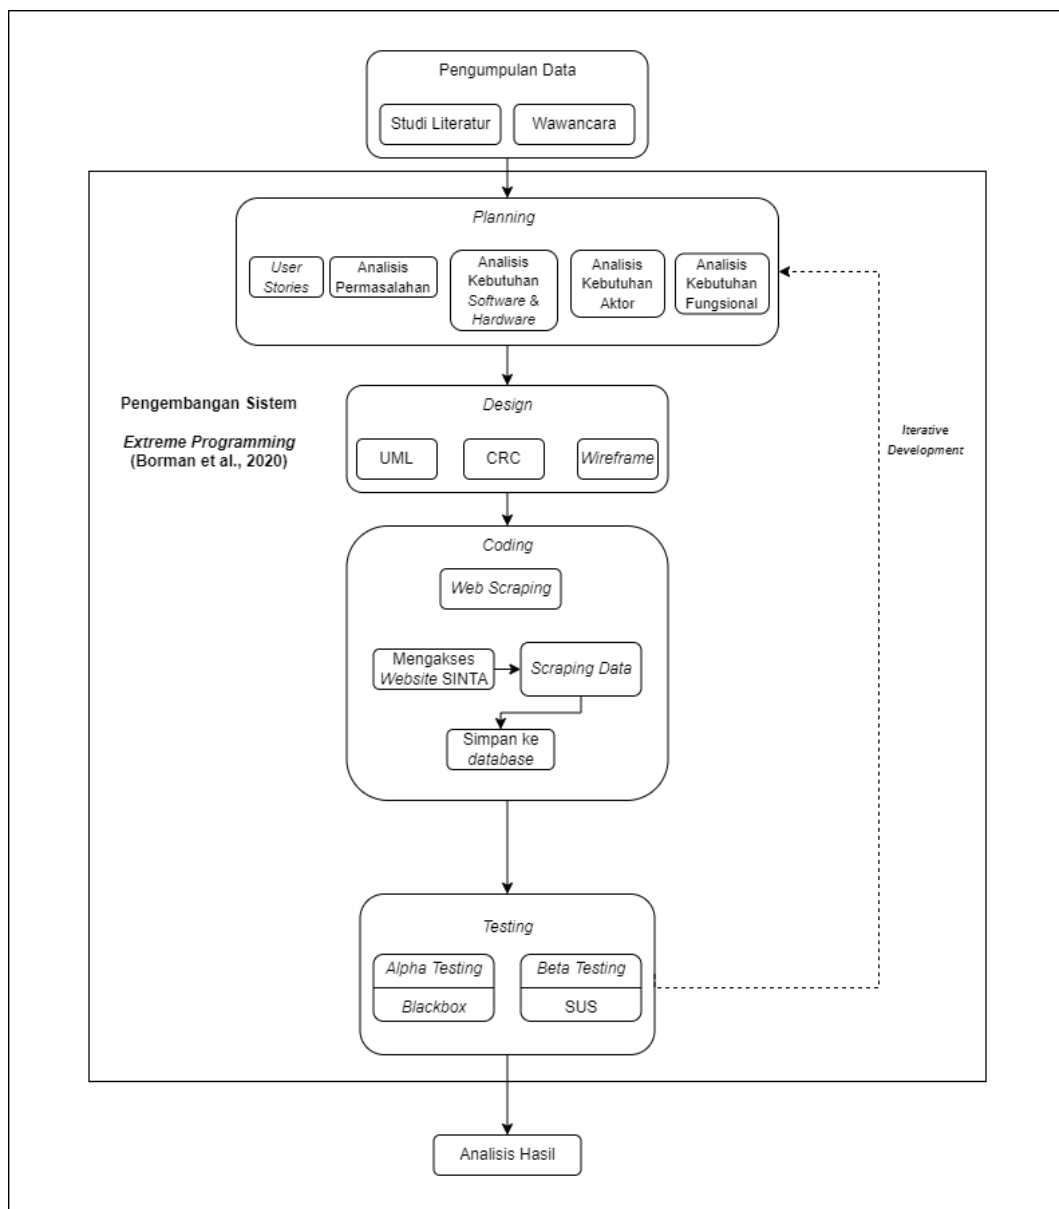 Pengumpulan Data
Studi Literatur
Wawancara
Planning
User
Stories
Analisis
Permasalahan
Analisis
Kebutuhan
Software &
Hardware
Analisis
Kebutuhan
Aktor
Analisis
Kebutuhan
Fungsional
Pengembangan Sistem
Extreme Programming
(Borman et al., 2020)
Design
UML
CRC
Wireframe
Iterative
Development
Coding
Web Scraping
Mengakses
Website SINTA
Scraping Data
Simpan ke
database
Testing
Alpha Testing
Blackbox
Beta Testing
SUS
Analisis Hasil